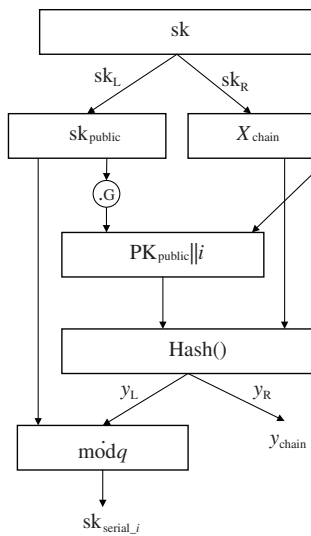 sk
sk_L sk_R
sk_public X_chain
.G
PK_public||i
Hash()
y_L y_R
mod q y_chain
sk_serial_i